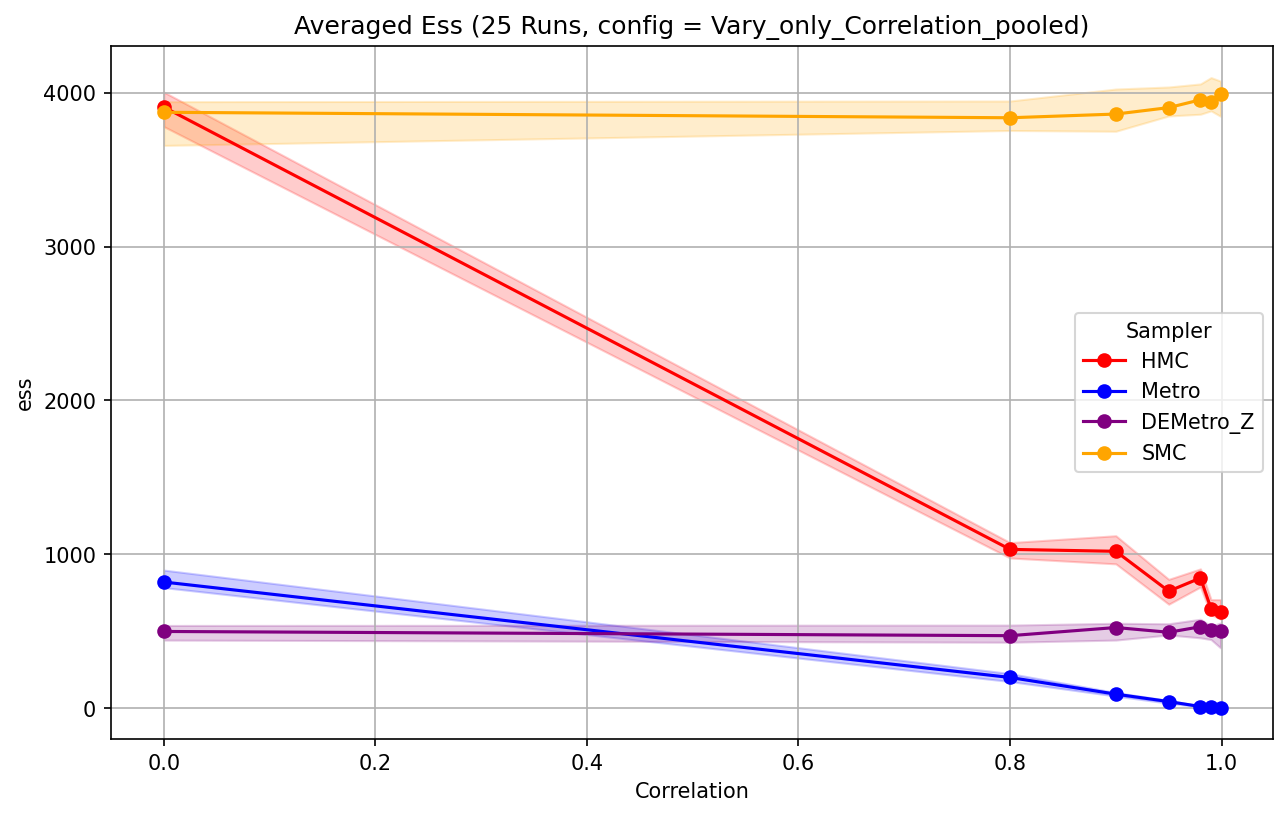 Averaged Ess (25 Runs, config = Vary_only_Correlation_pooled)
4000
3000
2000
1000
0
ess
Sampler
HMC
Metro
DEMetro_Z
SMC
0.0 0.2 0.4 0.6 0.8 1.0
Correlation